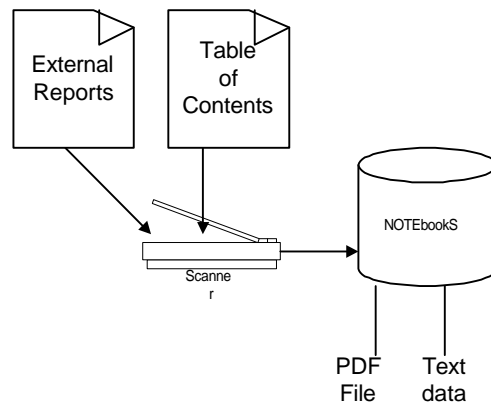 External
Reports
Table
of
Contents
NOTEbookS
Scanne
r
PDF
File
Text
data